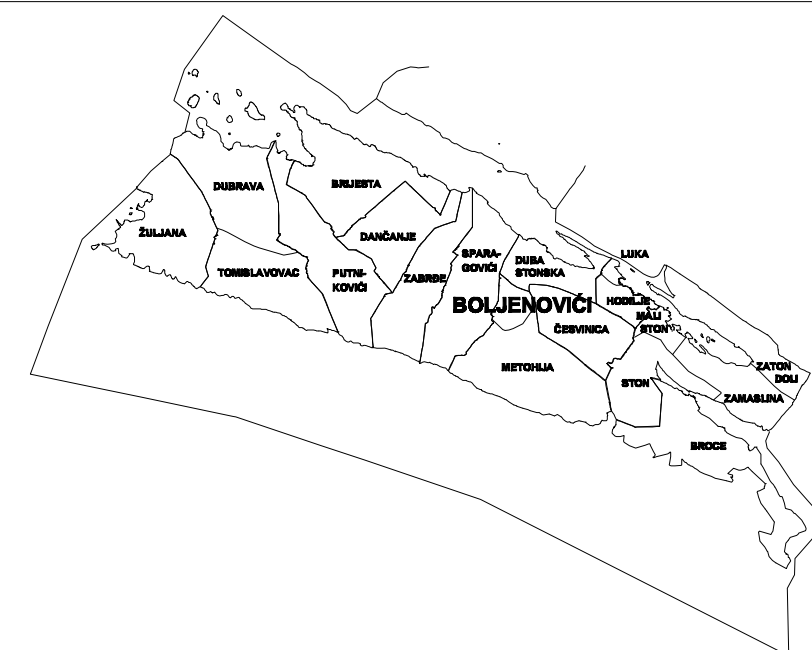 DUBRAVA
BRIJESTA
ŽULJANA
DANČANJE
TOMISLAVOVAC
PUTNI-
KOVIĆI
ZABRĐE
SPARA-
GOVIĆI
DUBA
STONSKA
LUKA
BOLJENOVIĆI
HODILJE
MALI
STON
ČESVINICA
METOHIJA
STON
ZATON
DOLI
ZAMASLINA
BROCE